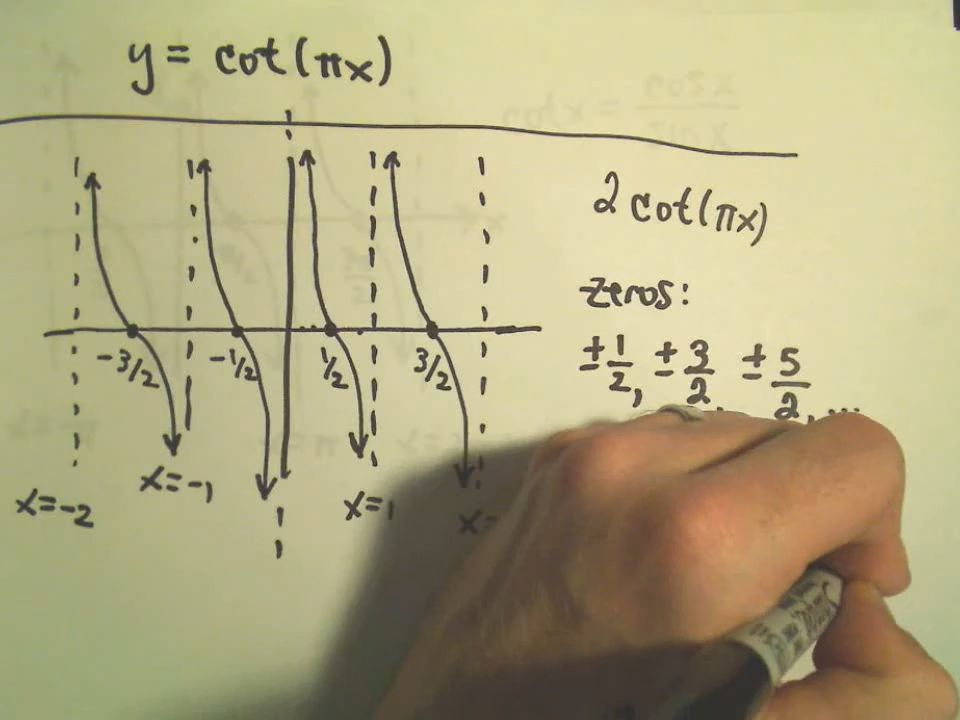 y = cot(πx)
2 cot(πx)
zeros:
± 1/2, ± 3/2, ± 5/2, ...
-3/2 -1/2 1/2 3/2
x=-2 x=-1 x=1 x=